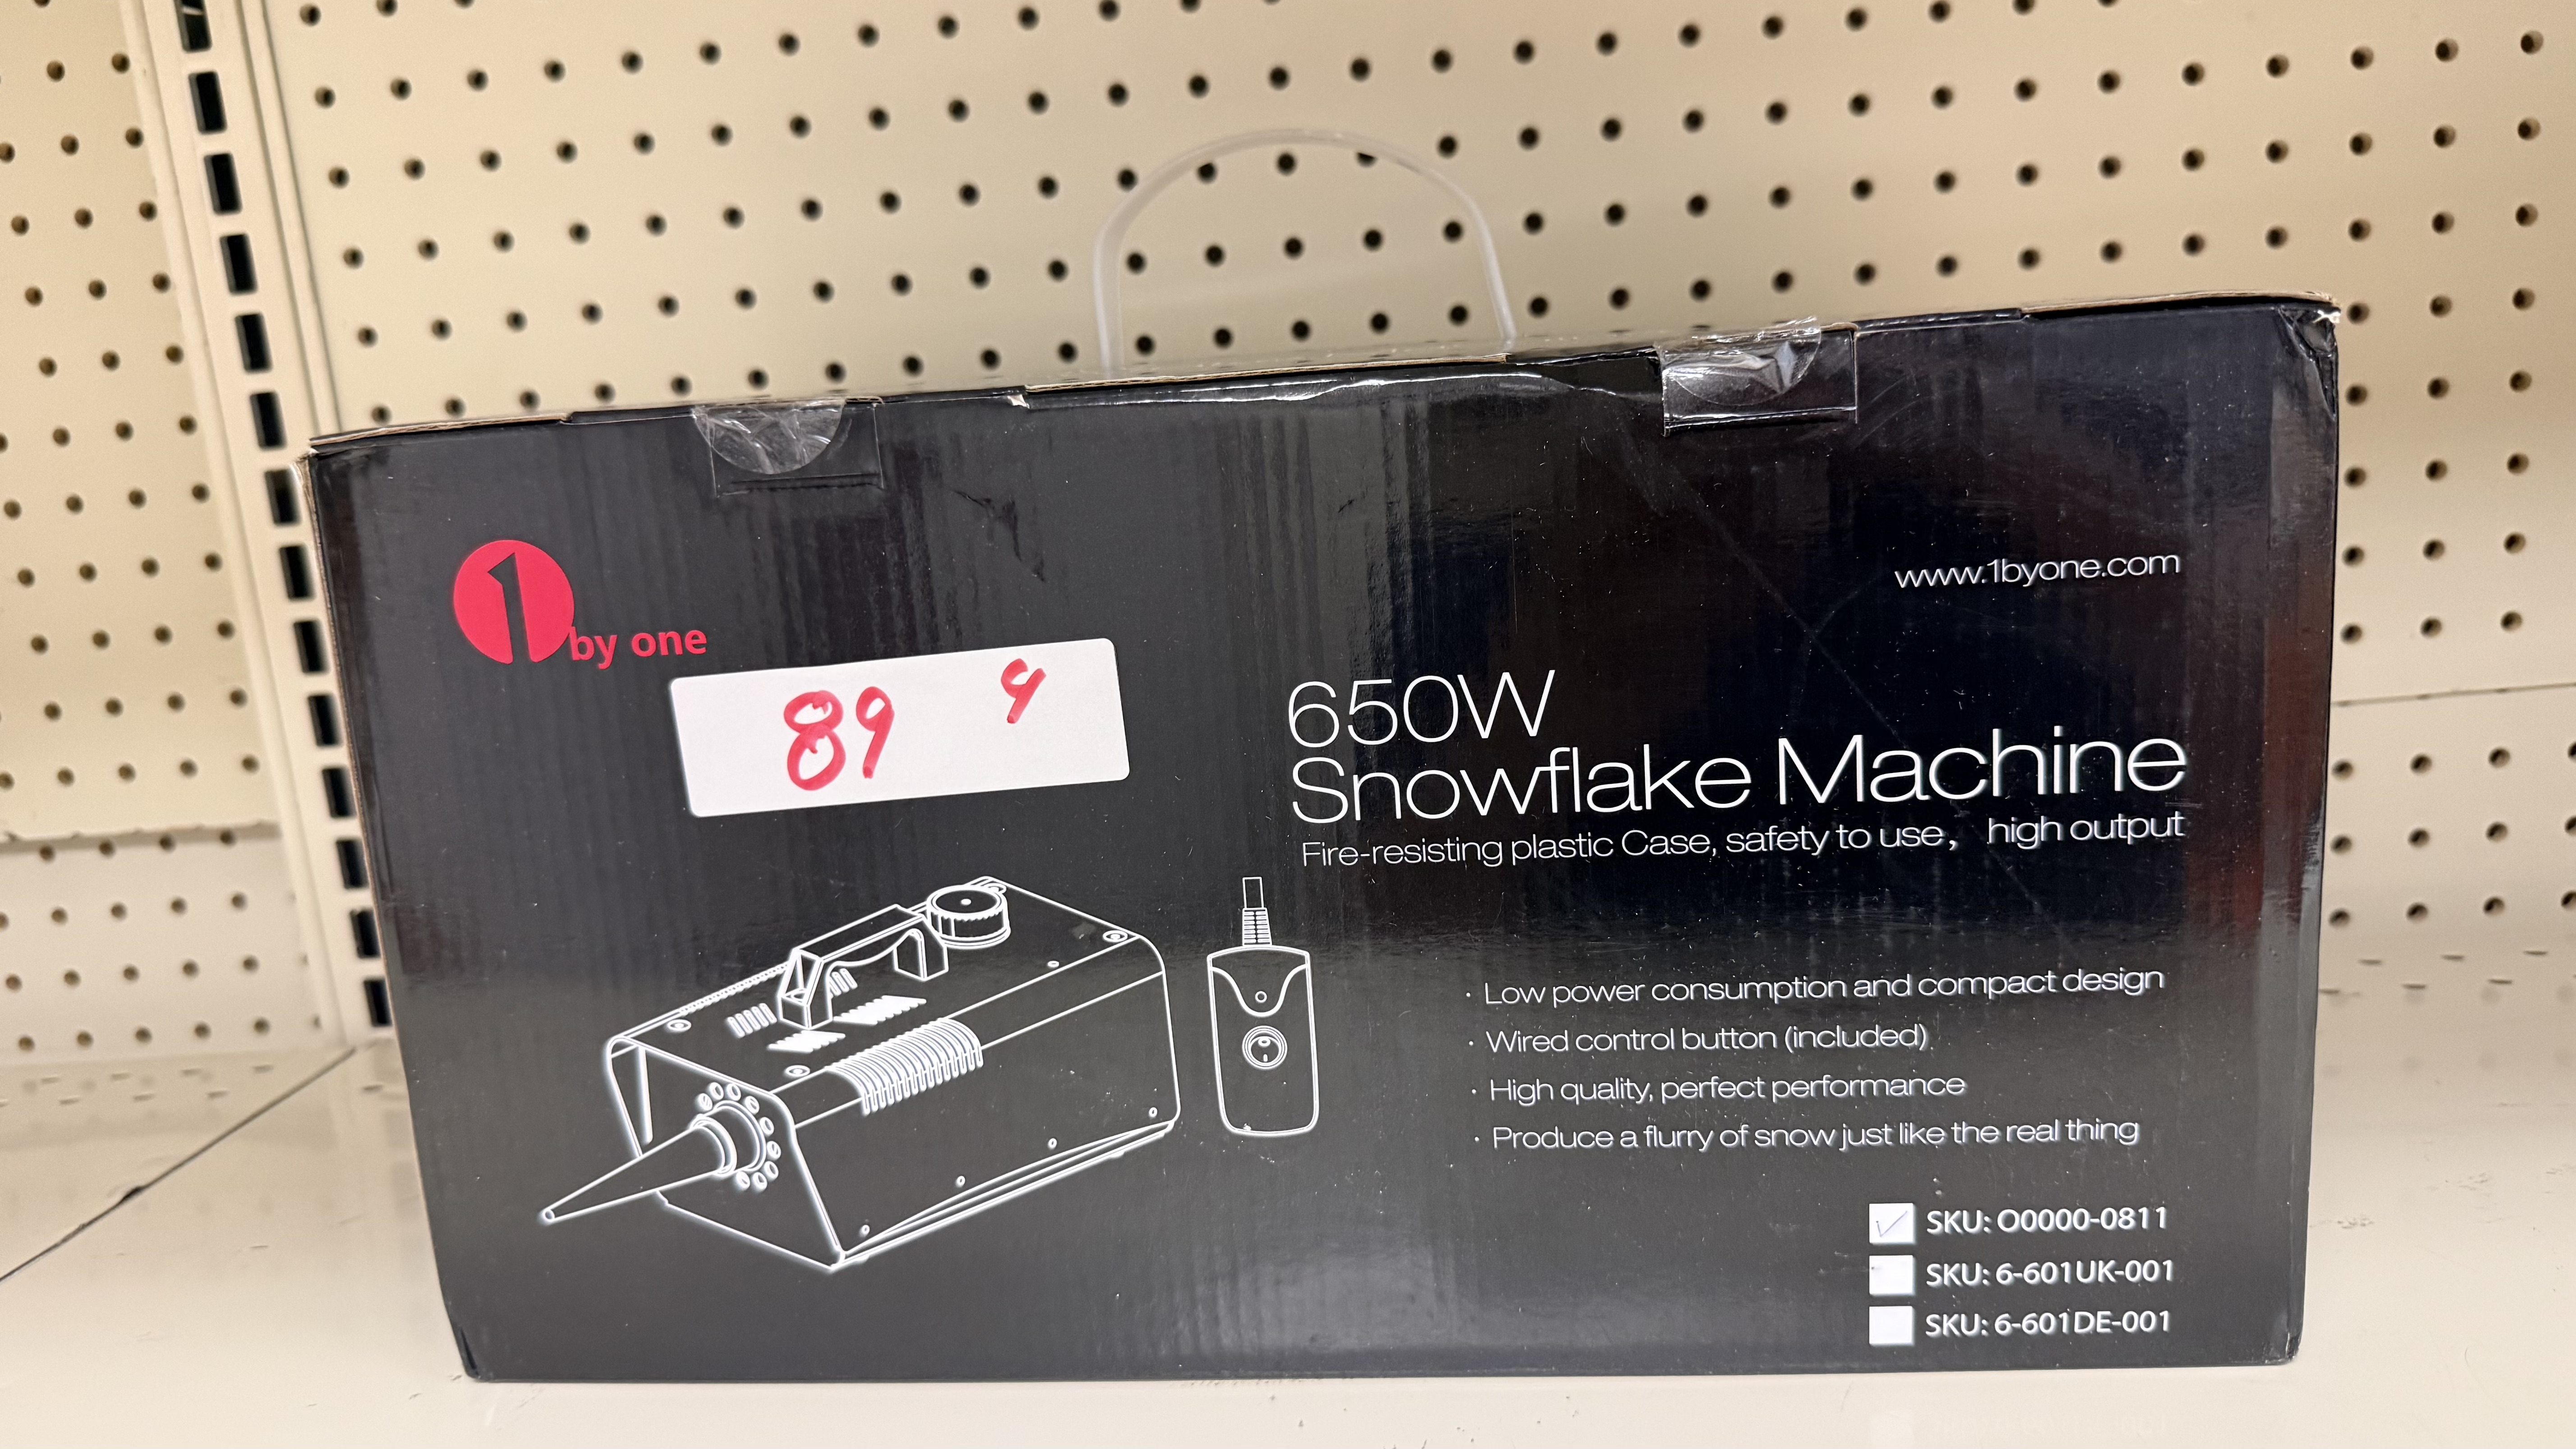 1 by one
www.1byone.com
89 4
650W
Snowflake Machine
Fire-resisting plastic Case, safety to use, high output
· Low power consumption and compact design
· Wired control button (included)
· High quality, perfect performance
· Produce a flurry of snow just like the real thing
SKU: O0000-0811
SKU: 6-601UK-001
SKU: 6-601DE-001